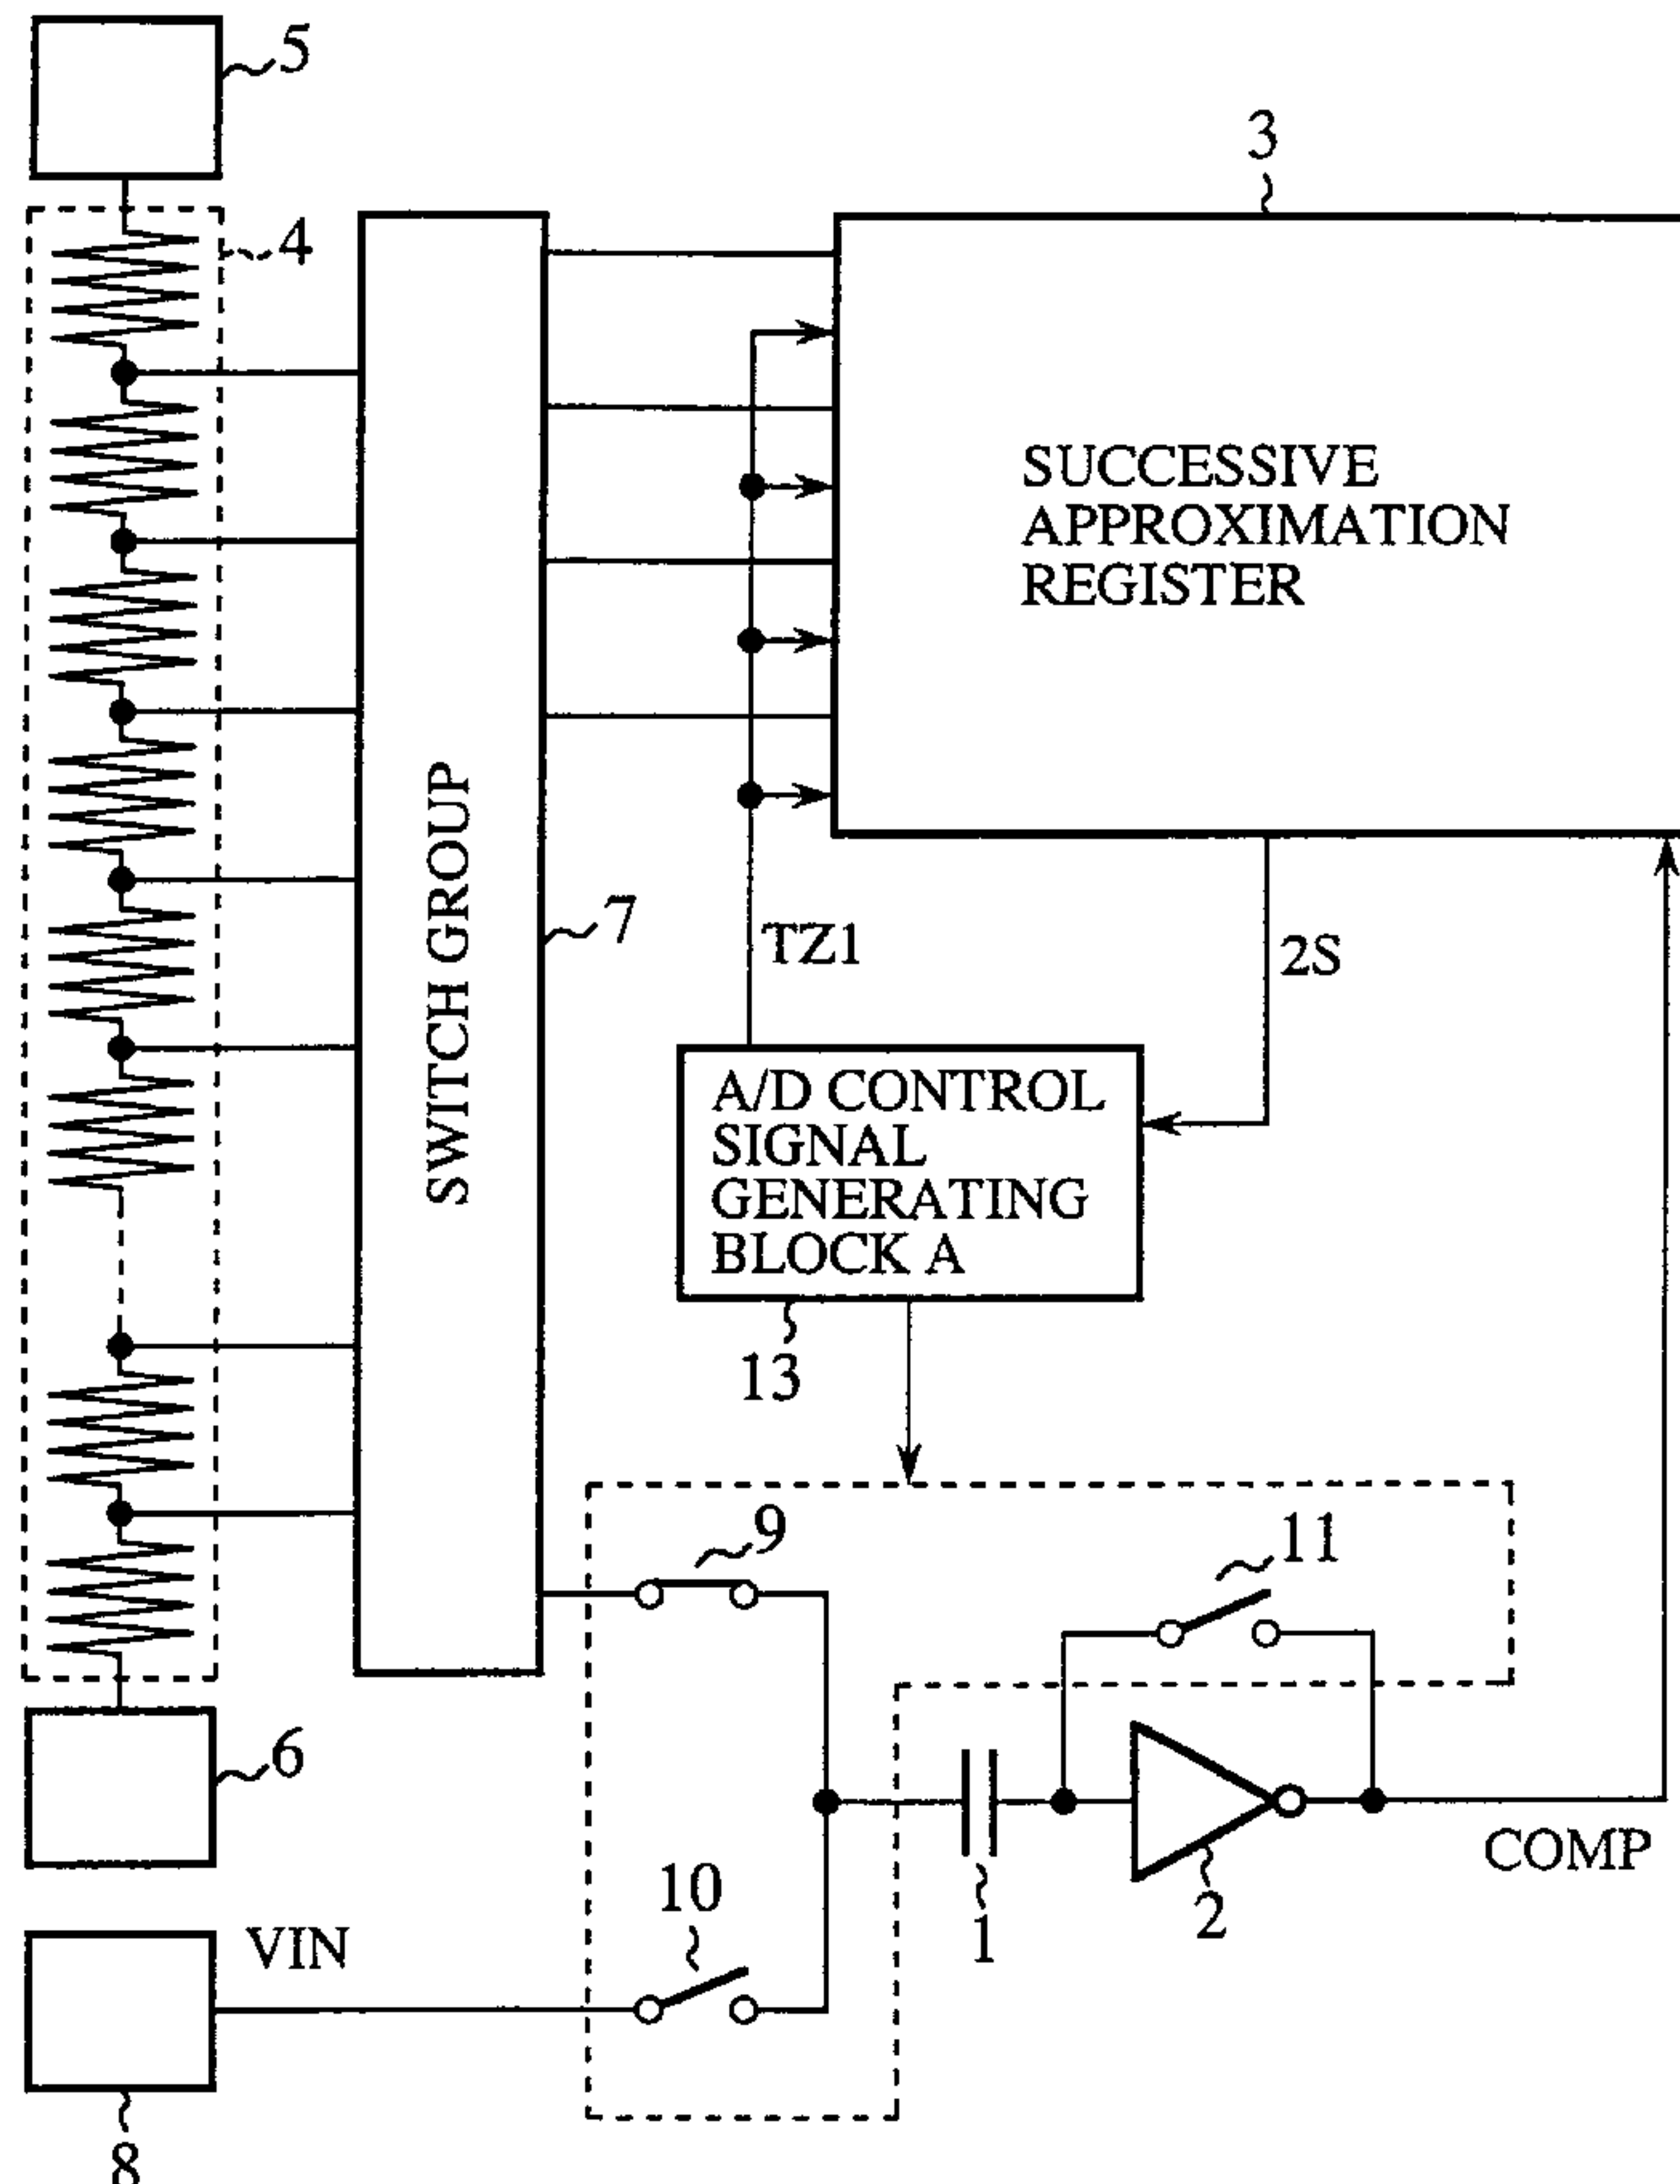 5
3
4
SUCCESSIVE
APPROXIMATION
REGISTER
SWITCH GROUP
7
TZ1
2S
A/D CONTROL
SIGNAL
GENERATING
BLOCK A
13
9
11
6
10
1
2
COMP
VIN
8